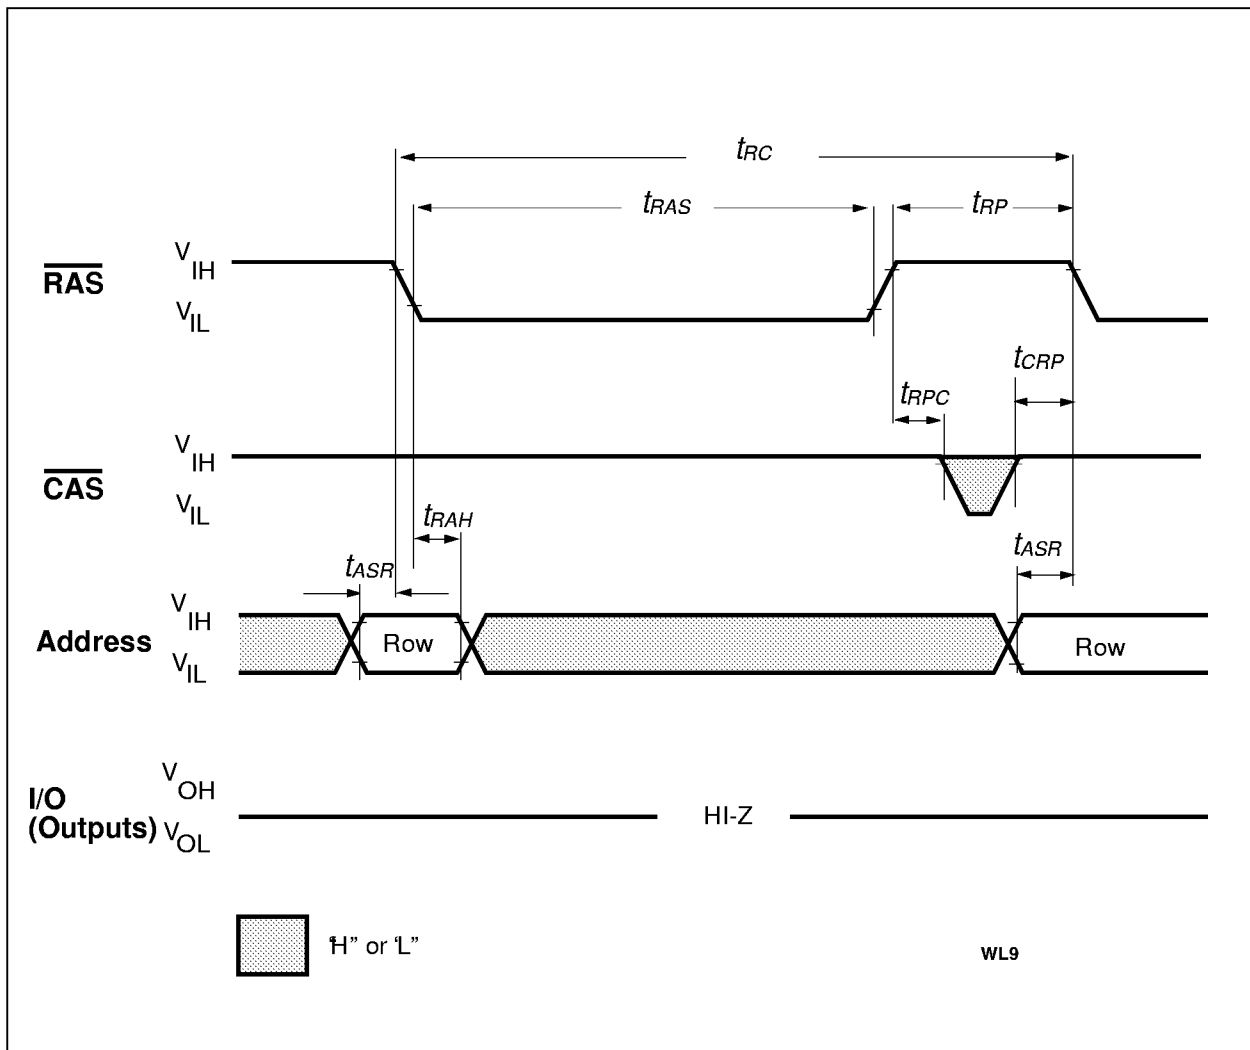 tRC
tRAS
tRP
RAS
VIH
VIL
tCRP
tRPC
CAS
VIH
VIL
tRAH
tASR
tASR
Address
VIH
VIL
Row
Row
I/O
(Outputs)
VOH
VOL
HI-Z
"H" or "L"
WL9